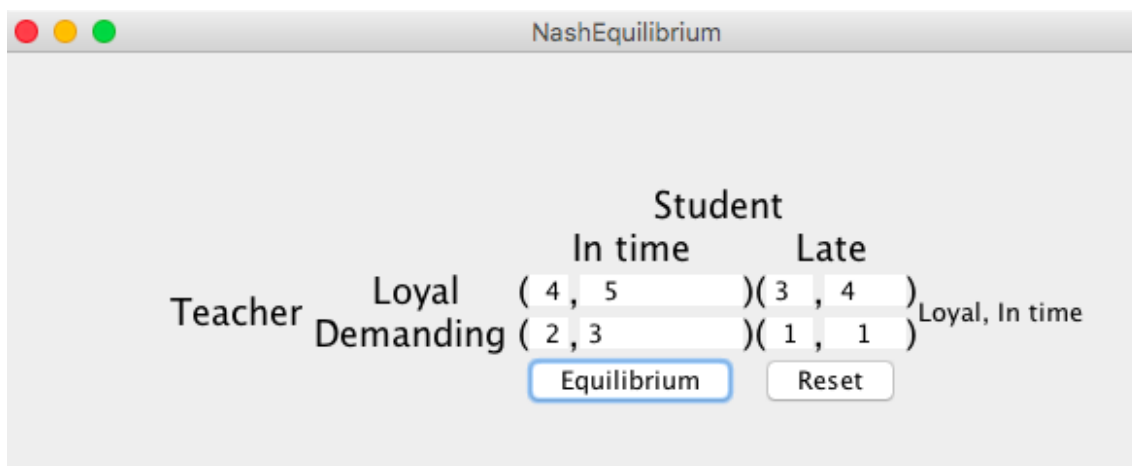 NashEquilibrium
Student
In time Late
Loyal ( 4 , 5 )( 3 , 4 )
Teacher Loyal, In time
Demanding ( 2 , 3 )( 1 , 1 )
Equilibrium Reset